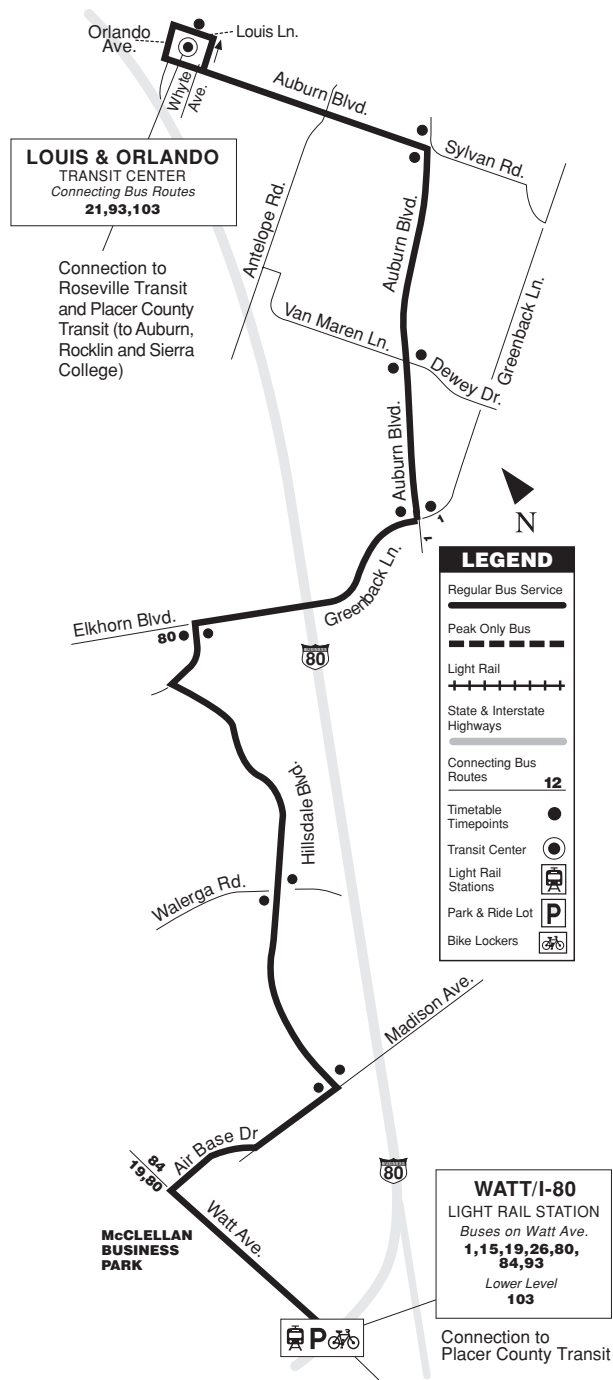 Orlando
Ave.
Louis Ln.
Whyte
Ave.
Auburn Blvd.
Sylvan Rd.
LOUIS & ORLANDO
TRANSIT CENTER
Connecting Bus Routes
21,93,103
Antelope Rd.
Auburn Blvd.
Greenback Ln.
Connection to
Roseville Transit
and Placer County
Transit (to Auburn,
Rocklin and Sierra
College)
Van Maren Ln.
Dewey Dr.
Auburn Blvd.
1
1
N
Greenback Ln.
Elkhorn Blvd.
80
80
LEGEND
Regular Bus Service
Peak Only Bus
Light Rail
State & Interstate
Highways
Connecting Bus
Routes 12
Timetable
Timepoints
Transit Center
Light Rail
Stations
Park & Ride Lot P
Bike Lockers
Hillsdale Blvd.
Walerga Rd.
Madison Ave.
Air Base Dr
84
19,80
80
Watt Ave.
McCLELLAN
BUSINESS
PARK
WATT/I-80
LIGHT RAIL STATION
Buses on Watt Ave.
1,15,19,26,80,
84,93
Lower Level
103
P
Connection to
Placer County Transit